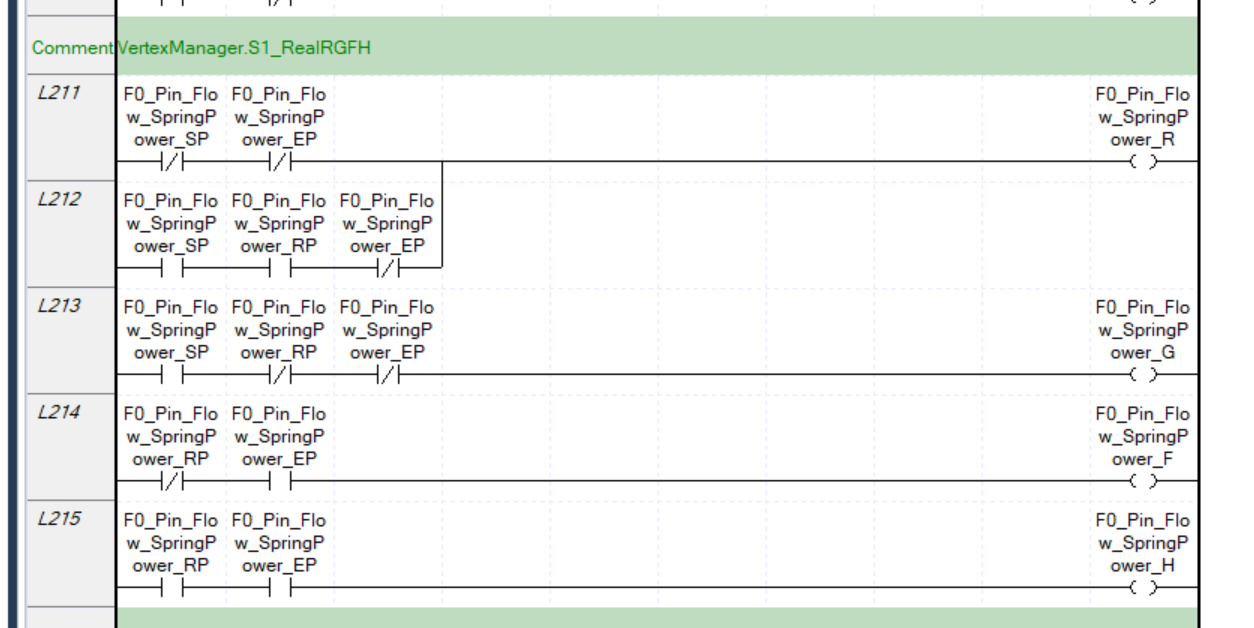 Comment VertexManager.S1_RealRGFH
L211
F0_Pin_Flo F0_Pin_Flo F0_Pin_Flo
w_SpringP w_SpringP w_SpringP
ower_SP ower_EP ower_R
L212
F0_Pin_Flo F0_Pin_Flo F0_Pin_Flo
w_SpringP w_SpringP w_SpringP
ower_SP ower_RP ower_EP
L213
F0_Pin_Flo F0_Pin_Flo F0_Pin_Flo F0_Pin_Flo
w_SpringP w_SpringP w_SpringP w_SpringP
ower_SP ower_RP ower_EP ower_G
L214
F0_Pin_Flo F0_Pin_Flo F0_Pin_Flo
w_SpringP w_SpringP w_SpringP
ower_RP ower_EP ower_F
L215
F0_Pin_Flo F0_Pin_Flo F0_Pin_Flo
w_SpringP w_SpringP w_SpringP
ower_RP ower_EP ower_H